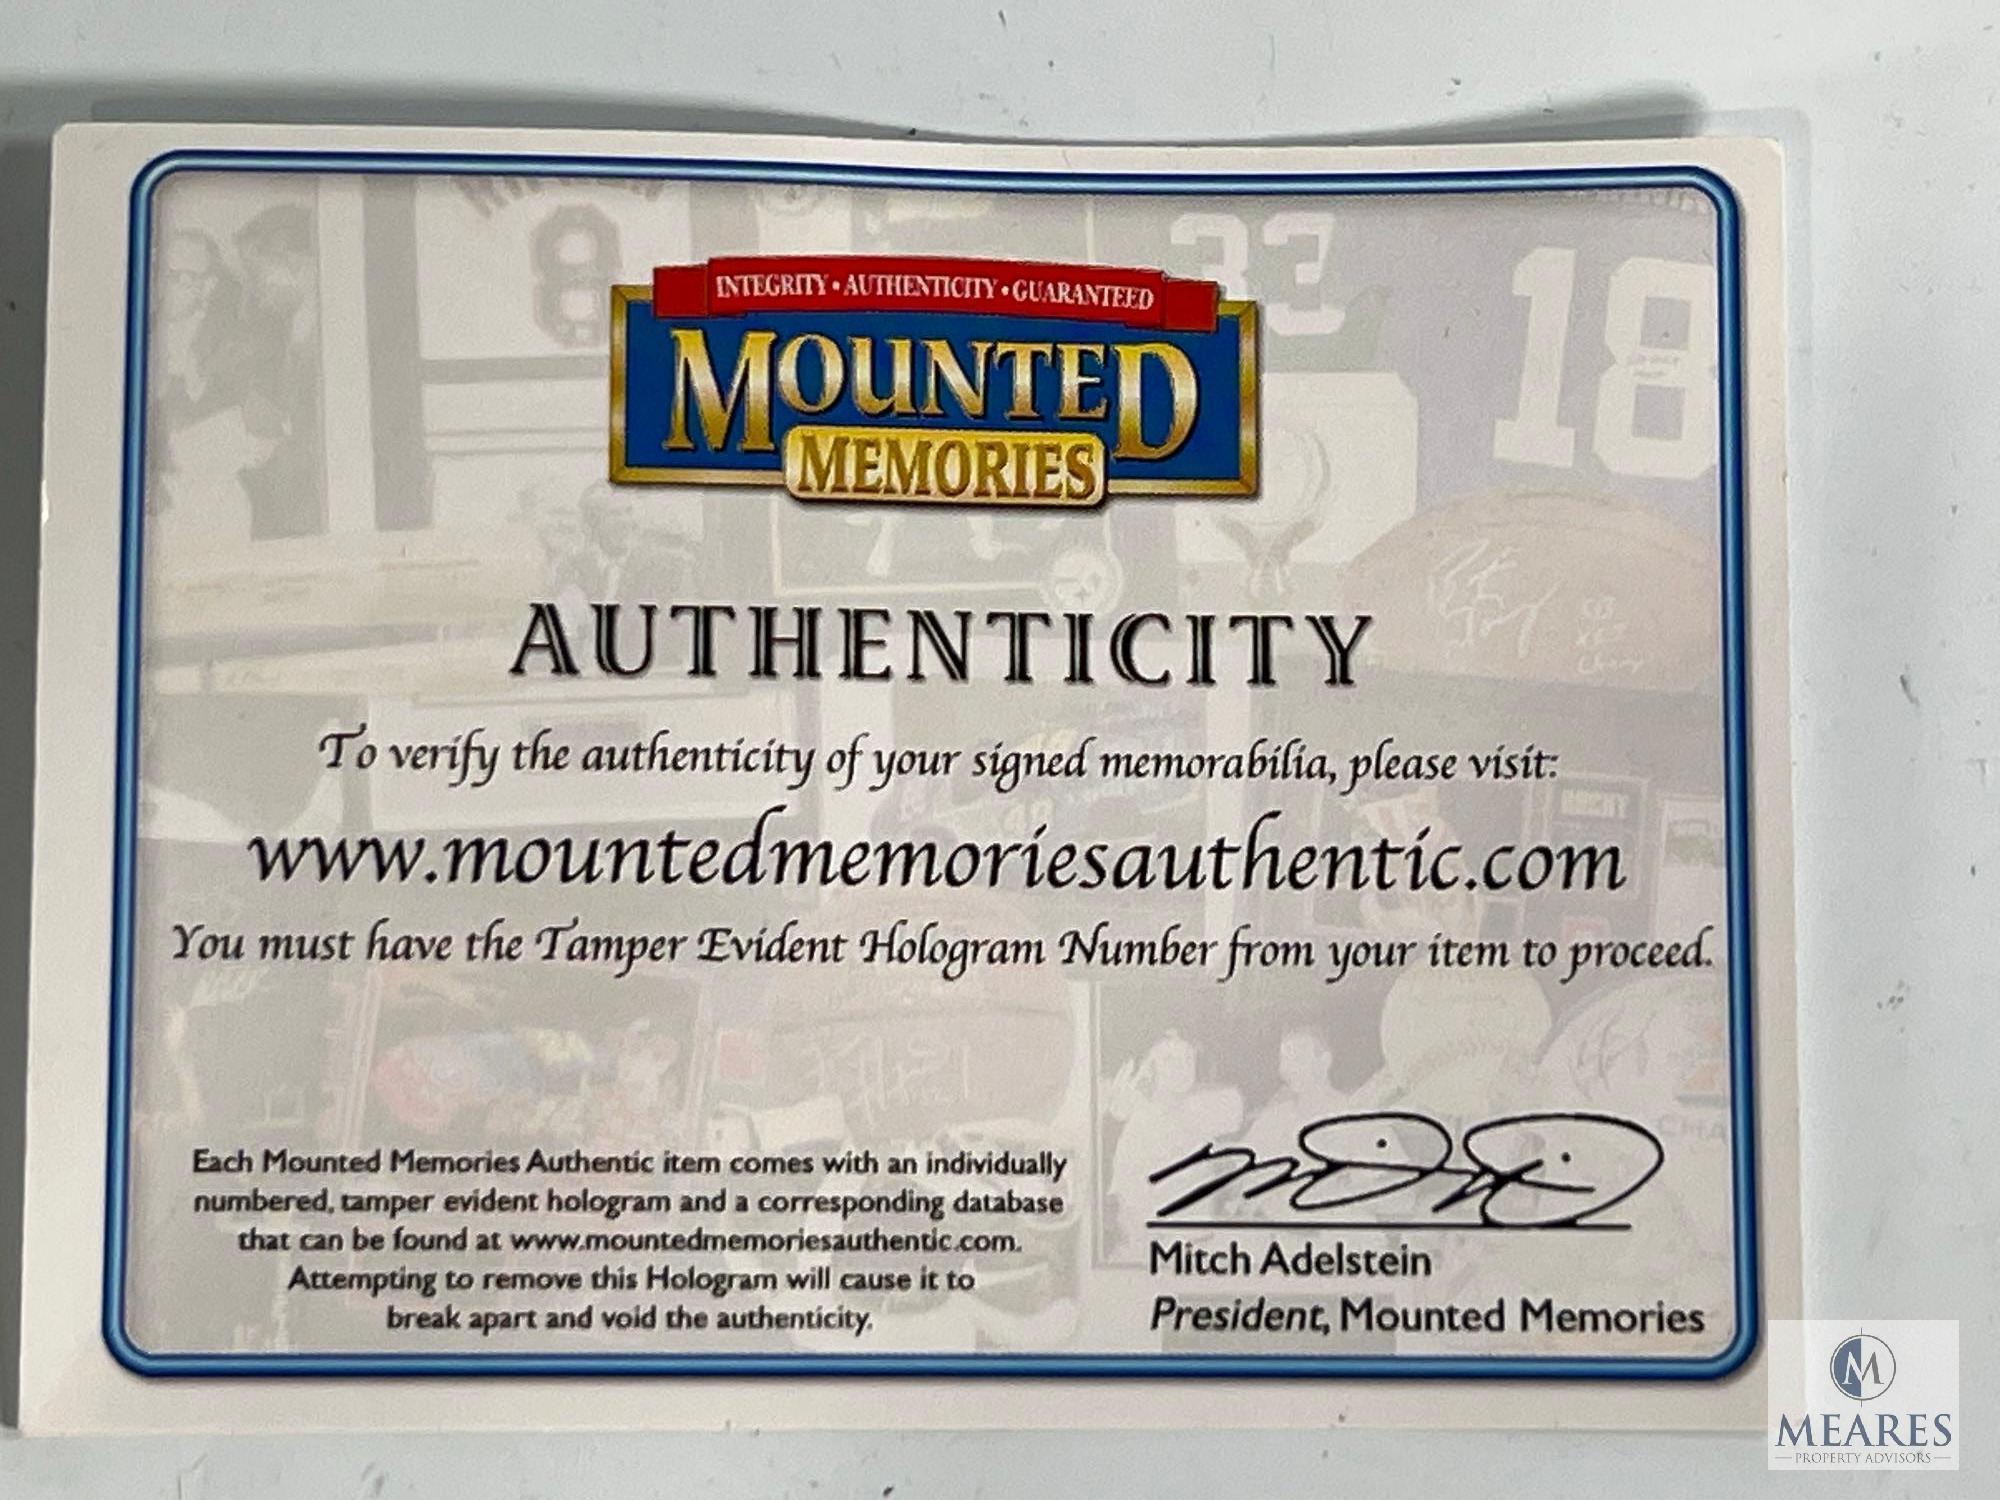 INTEGRITY • AUTHENTICITY • GUARANTEED
MOUNTED
MEMORIES
33
18
8
AUTHENTICITY
To verify the authenticity of your signed memorabilia, please visit:
www.mountedmemoriesauthentic.com
You must have the Tamper Evident Hologram Number from your item to proceed.
Each Mounted Memories Authentic item comes with an individually
numbered, tamper evident hologram and a corresponding database
that can be found at www.mountedmemoriesauthentic.com.
Attempting to remove this Hologram will cause it to
break apart and void the authenticity.
Mitch Adelstein
President, Mounted Memories
M
MEARES
PROPERTY ADVISORS